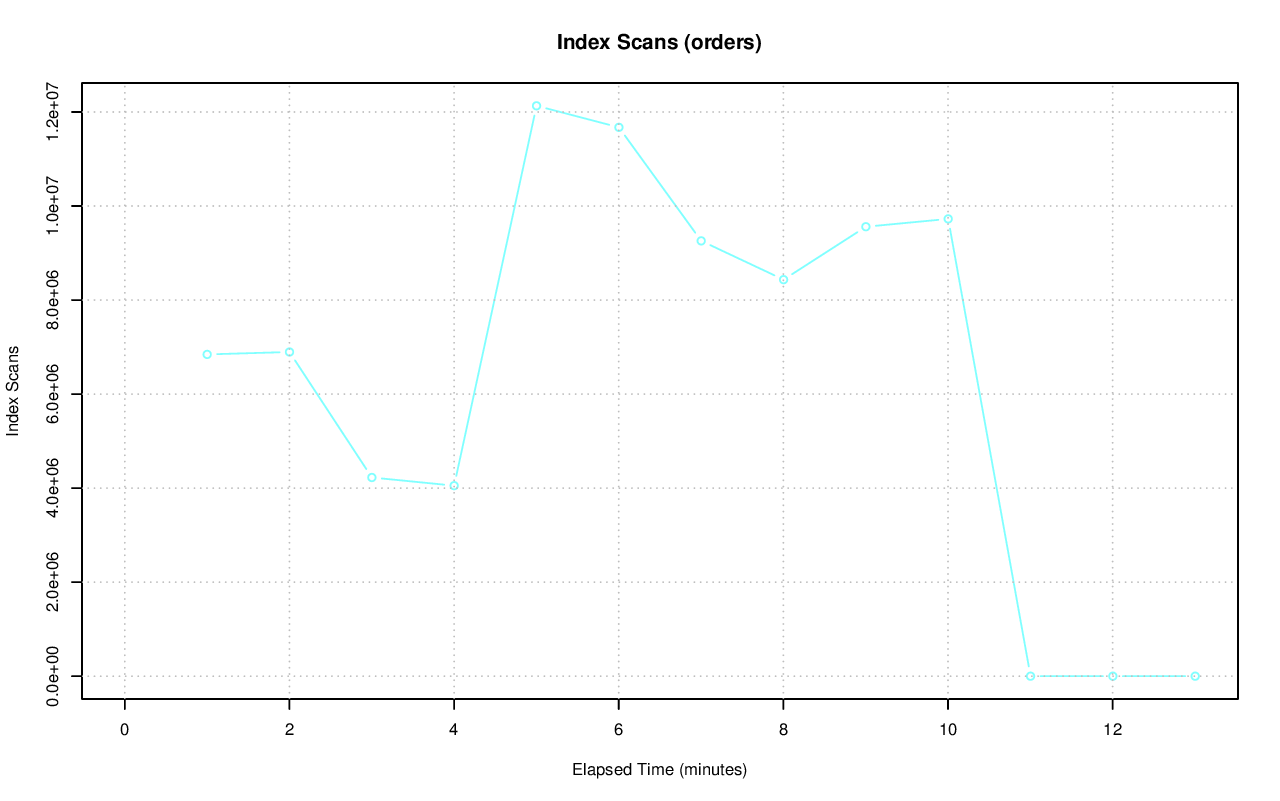 Index Scans (orders)
Index Scans
1.2e+07
1.0e+07
8.0e+06
6.0e+06
4.0e+06
2.0e+06
0.0e+00
0 2 4 6 8 10 12
Elapsed Time (minutes)